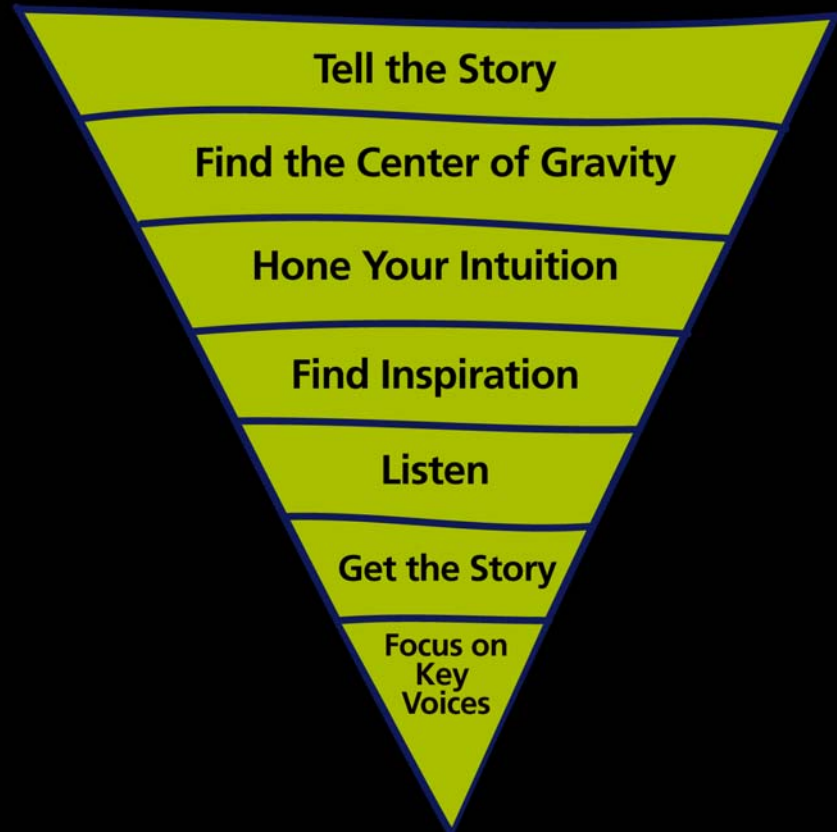 Tell the Story
Find the Center of Gravity
Hone Your Intuition
Find Inspiration
Listen
Get the Story
Focus on
Key
Voices